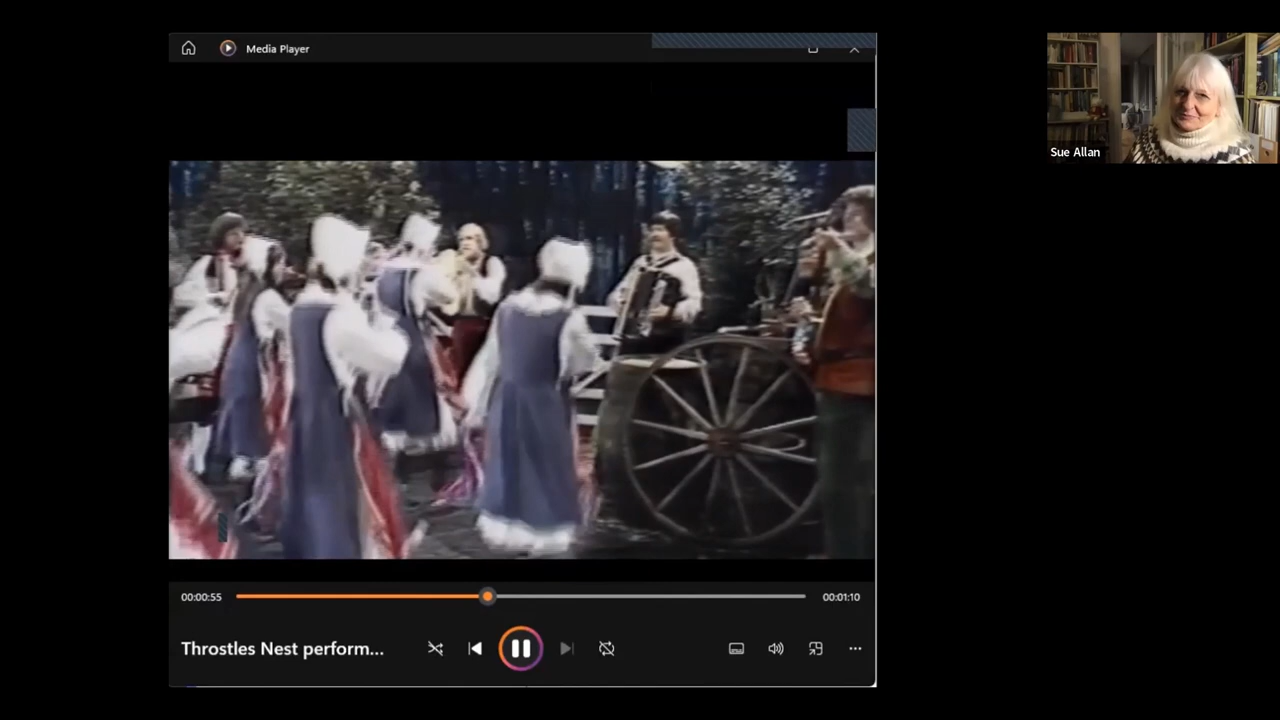 Media Player
Sue Allan
00:00:55
00:01:10
Throstles Nest perform...